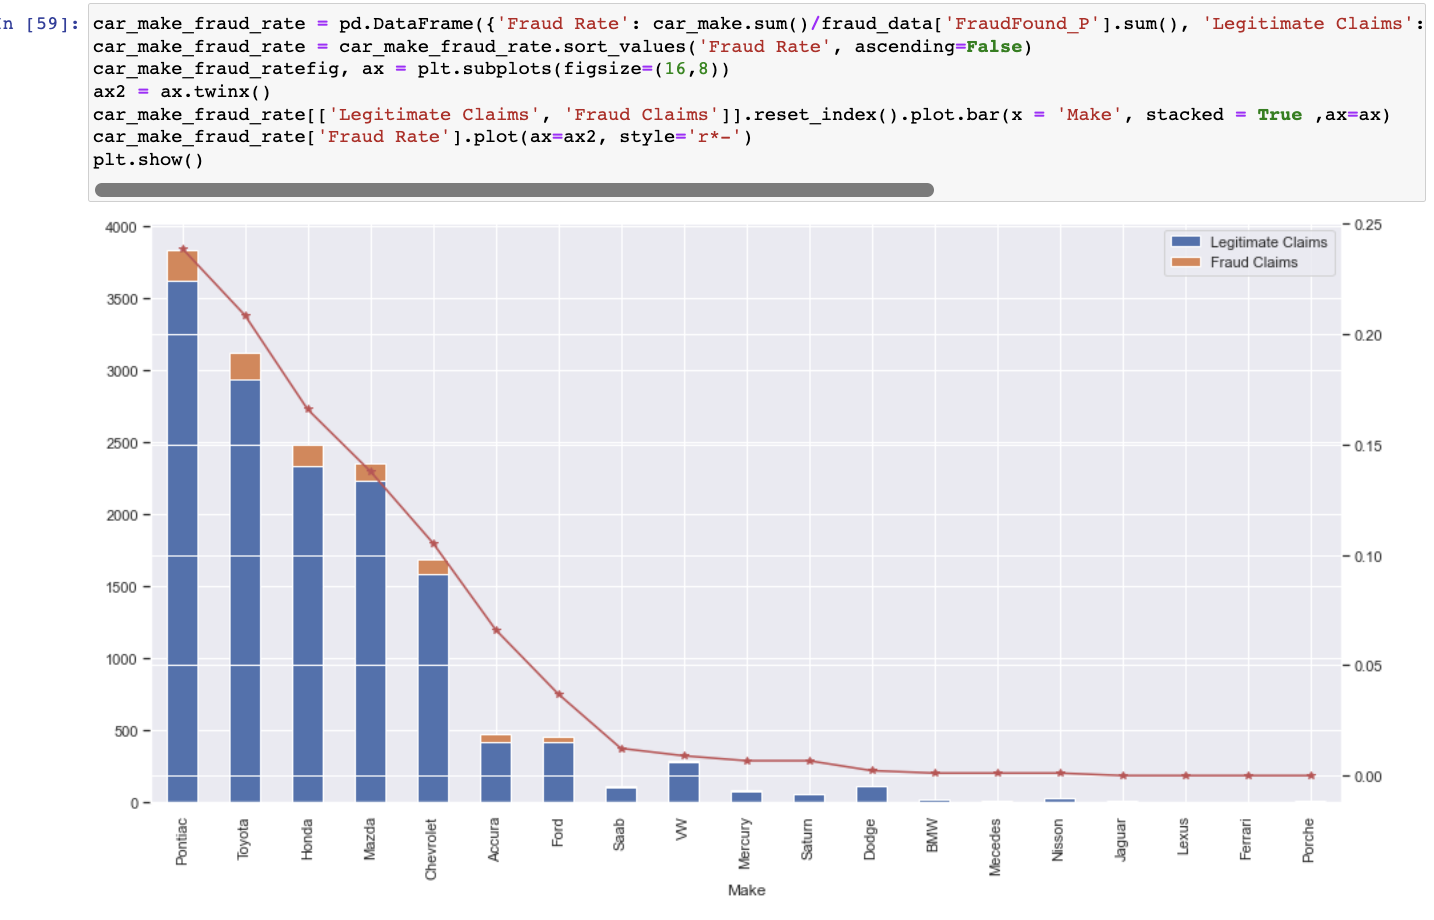 n [59]:
car_make_fraud_rate = pd.DataFrame({'Fraud Rate': car_make.sum()/fraud_data['FraudFound_P'].sum(), 'Legitimate Claims':
car_make_fraud_rate = car_make_fraud_rate.sort_values('Fraud Rate', ascending=False)
car_make_fraud_ratefig, ax = plt.subplots(figsize=(16,8))
ax2 = ax.twinx()
car_make_fraud_rate[['Legitimate Claims', 'Fraud Claims']].reset_index().plot.bar(x = 'Make', stacked = True ,ax=ax)
car_make_fraud_rate['Fraud Rate'].plot(ax=ax2, style='r*-')
plt.show()
4000
3500
3000
2500
2000
1500
1000
500
0
Legitimate Claims
Fraud Claims
0.25
0.20
0.15
0.10
0.05
0.00
Pontiac
Toyota
Honda
Mazda
Chevrolet
Accura
Ford
Saab
VW
Mercury
Saturn
Dodge
BMW
Mecedes
Nisson
Jaguar
Lexus
Ferrari
Porche
Make